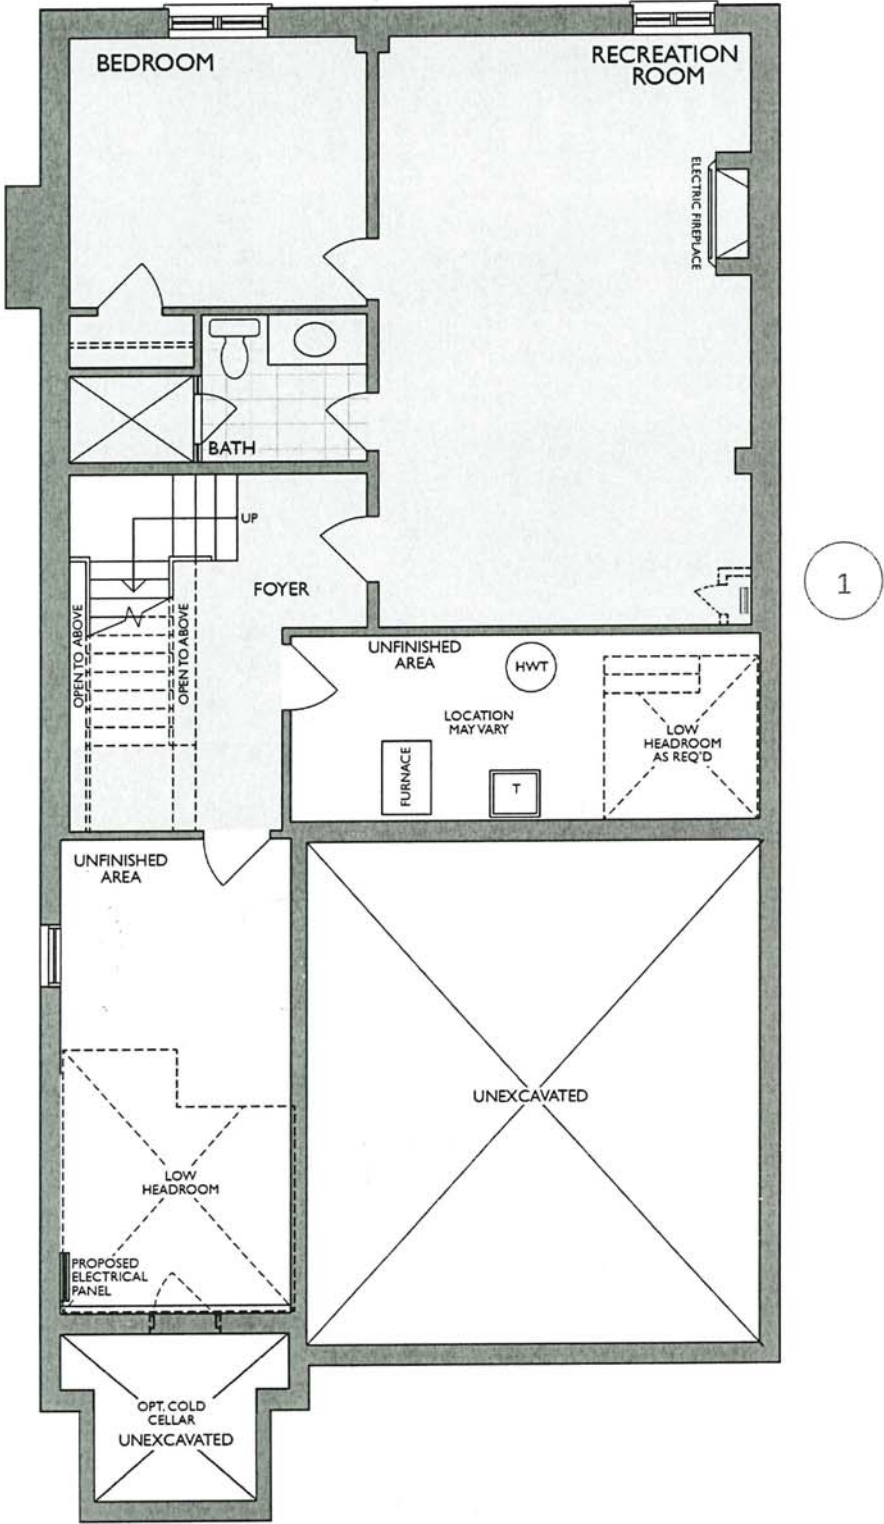 BEDROOM
RECREATION
ROOM
ELECTRIC FIREPLACE
BATH
UP
FOYER
OPEN TO ABOVE
OPEN TO ABOVE
1
UNFINISHED
AREA
HWT
LOCATION
MAY VARY
LOW
HEADROOM
AS REQ'D
FURNACE
T
UNFINISHED
AREA
UNEXCAVATED
LOW
HEADROOM
PROPOSED
ELECTRICAL
PANEL
OPT. COLD
CELLAR
UNEXCAVATED